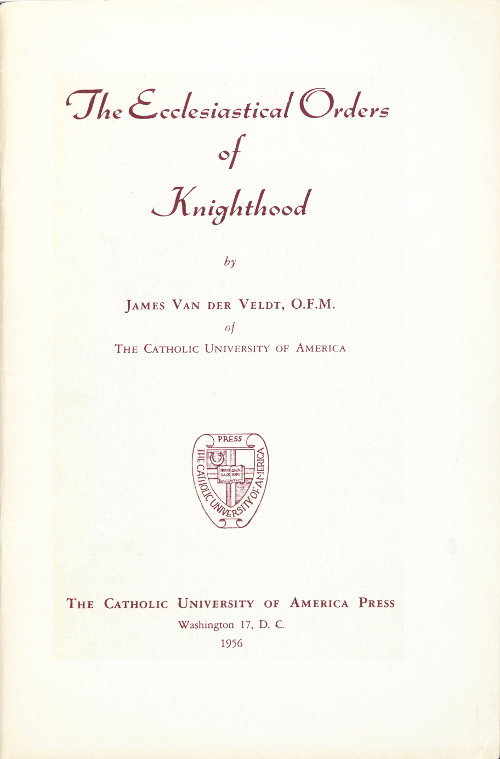 The Ecclesiastical Orders
of
Knighthood
by
James Van der Veldt, O.F.M.
of
The Catholic University of America
PRESS
THE CATHOLIC UNIVERSITY OF AMERICA
The Catholic University of America Press
Washington 17, D. C.
1956